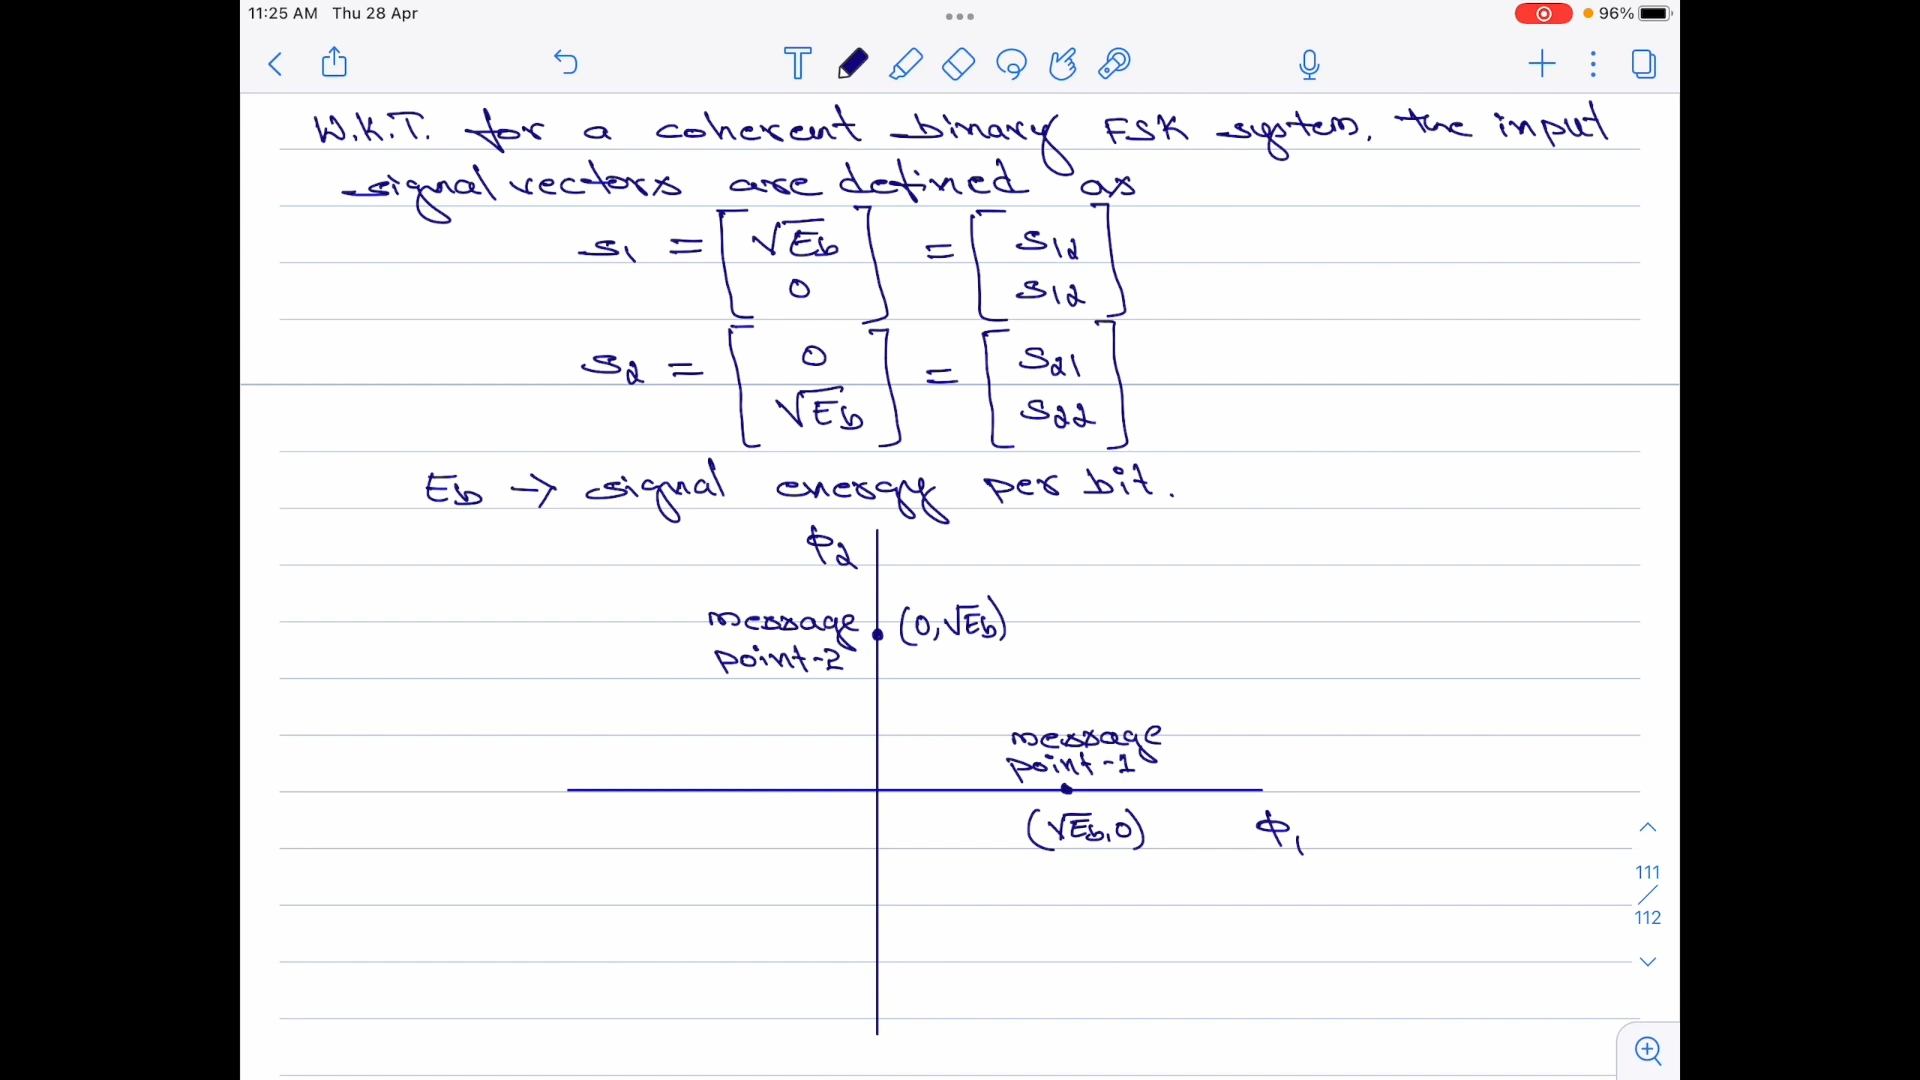 11:25 AM Thu 28 Apr
96%
W.K.T. for a coherent binary FSK system, the input
signal vectors are defined as
S1 = [√Eb 0] = [S12 S12]
S2 = [0 √Eb] = [S21 S22]
Eb → signal energy per bit.
ϕ2
message (0, √Eb)
point-2
message
point-1
(√Eb, 0) ϕ1
111
112